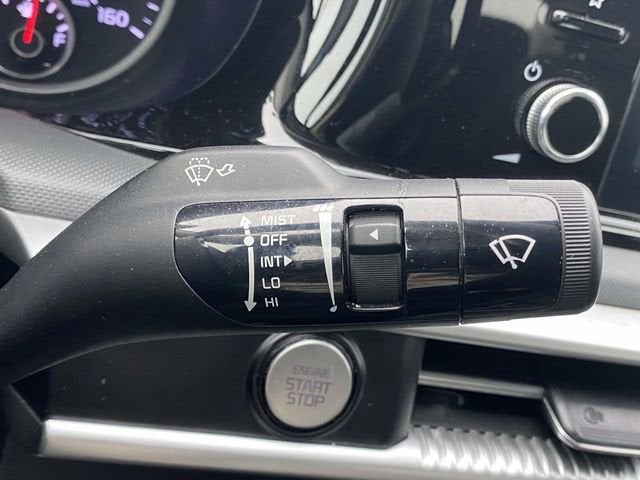 160
F
MIST
OFF
INT
LO
HI
ENGINE
START
STOP